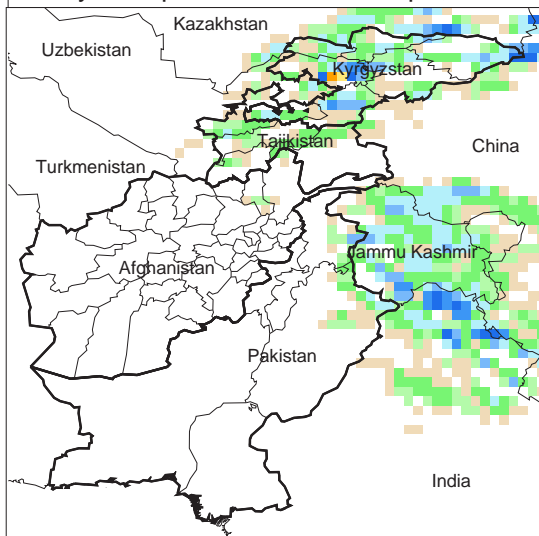 Kazakhstan
Uzbekistan
Kyrgyzstan
Tajikistan
China
Turkmenistan
Jammu Kashmir
Afghanistan
Pakistan
India